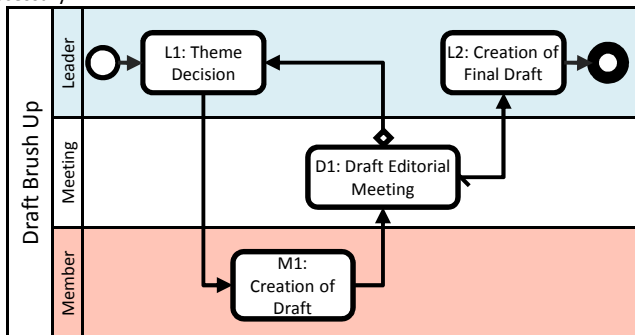 Draft Brush Up
Leader
L1: Theme
Decision
L2: Creation of
Final Draft
Meeting
D1: Draft Editorial
Meeting
Member
M1:
Creation of
Draft